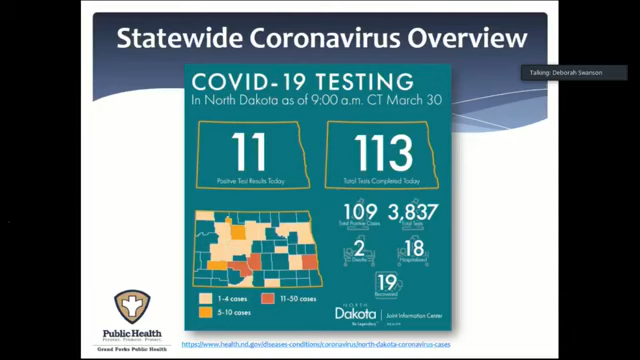 Statewide Coronavirus Overview
Talking: Deborah Swanson
COVID-19 TESTING
In North Dakota as of 9:00 a.m. CT March 30
11
Positive Test Results Today
113
Total Tests Completed Today
109
Total Positive Cases
3,837
Total Tests
2
Deaths
18
Hospitalized
19
Recovered
1-4 cases
11-50 cases
5-10 cases
NORTH
Dakota
Be Legendary.
HEALTH
Joint Information Center
Public Health
Prevent. Promote. Protect.
Grand Forks Public Health
https://www.health.nd.gov/diseases-conditions/coronavirus/north-dakota-coronavirus-cases